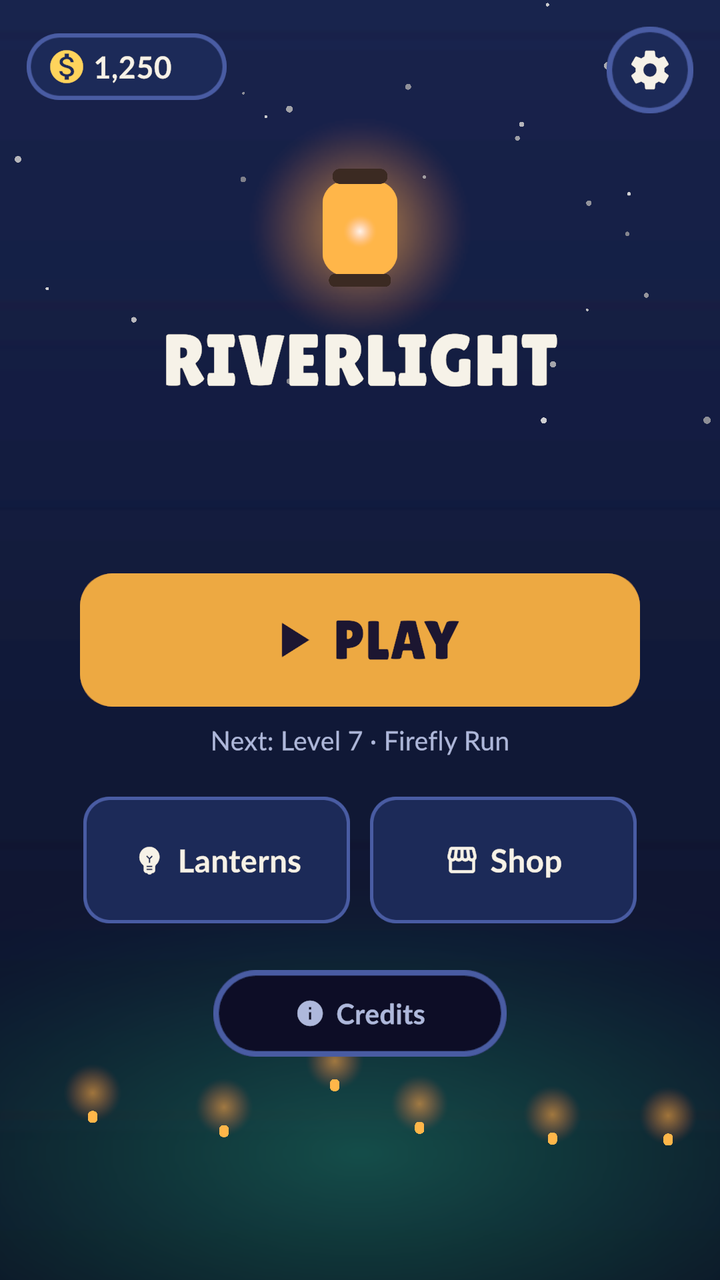 1,250
RIVERLIGHT
PLAY
Next: Level 7 · Firefly Run
Lanterns
Shop
Credits